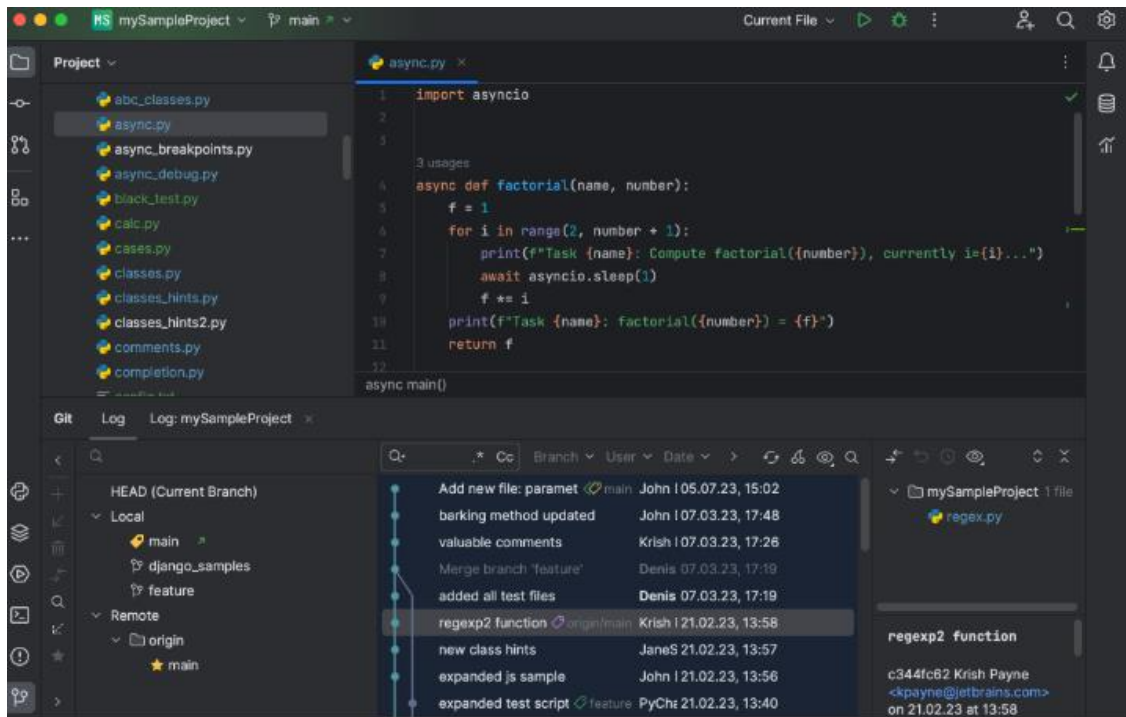 MS mySampleProject main Current File
Project
async.py
abc_classes.py
async.py
async_breakpoints.py
async_debug.py
black_test.py
calc.py
cases.py
classes.py
classes_hints.py
classes_hints2.py
comments.py
completion.py
1 import asyncio
2
3
3 usages
4 async def factorial(name, number):
5 f = 1
6 for i in range(2, number + 1):
7 print(f"Task {name}: Compute factorial({number}), currently i={i}...")
8 await asyncio.sleep(1)
9 f *= i
10 print(f"Task {name}: factorial({number}) = {f}")
11 return f
12
async main()
Git Log Log: mySampleProject
HEAD (Current Branch)
Local
main
django_samples
feature
Remote
origin
main
.* Cc Branch User Date
Add new file: paramet main John 05.07.23, 15:02
barking method updated John 07.03.23, 17:48
valuable comments Krish 07.03.23, 17:26
Merge branch 'feature' Denis 07.03.23, 17:19
added all test files Denis 07.03.23, 17:19
regexp2 function origin/main Krish 21.02.23, 13:58
new class hints JaneS 21.02.23, 13:57
expanded js sample John 21.02.23, 13:56
expanded test script feature PyCha 21.02.23, 13:40
mySampleProject 1 file
regex.py
regexp2 function
c344fc62 Krish Payne
<kpayne@jetbrains.com>
on 21.02.23 at 13:58